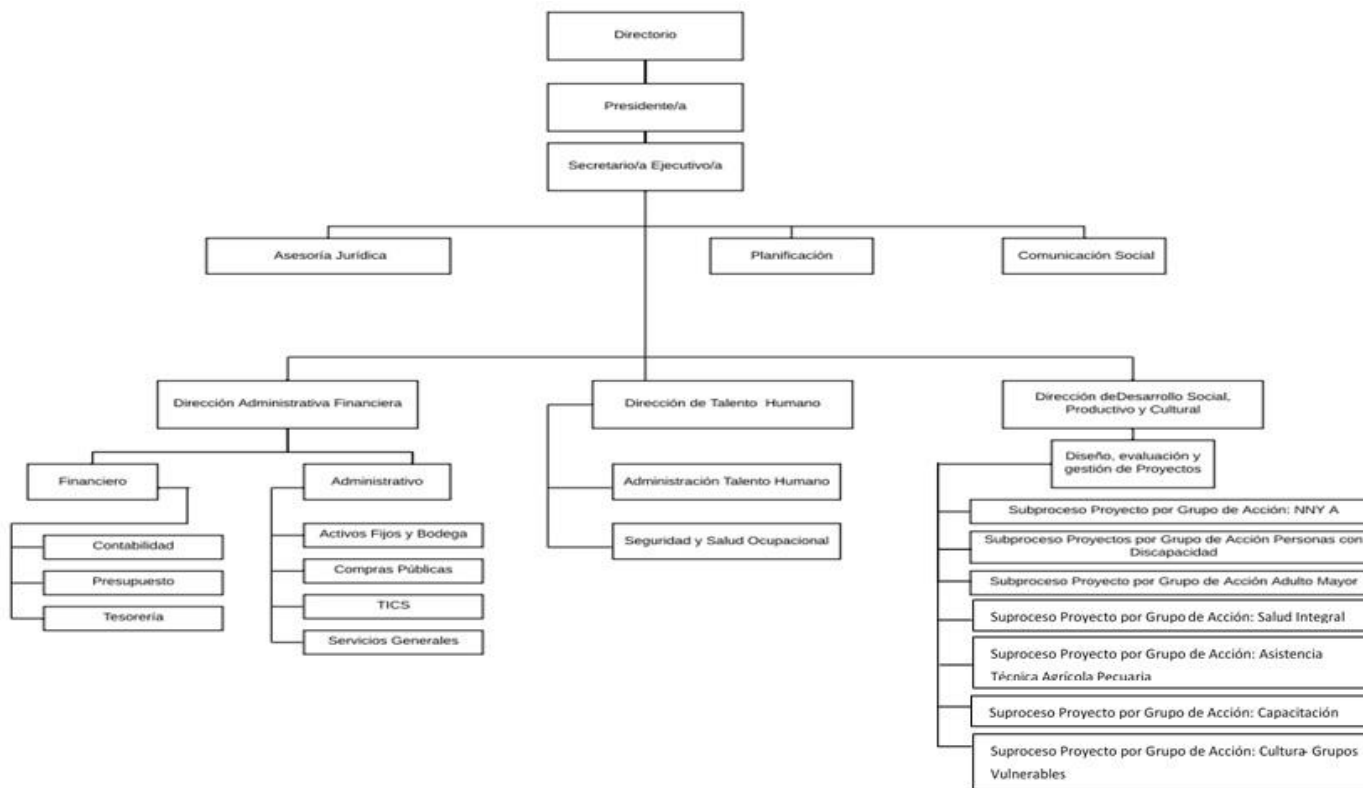 Directorio
Presidente/a
Secretario/a Ejecutivo/a
Asesoría Jurídica
Planificación
Comunicación Social
Dirección Administrativa Financiera
Dirección de Talento Humano
Dirección deDesarrollo Social,
Productivo y Cultural
Financiero
Administrativo
Contabilidad
Presupuesto
Tesorería
Activos Fijos y Bodega
Compras Públicas
TICS
Servicios Generales
Administración Talento Humano
Seguridad y Salud Ocupacional
Diseño, evaluación y
gestión de Proyectos
Subproceso Proyecto por Grupo de Acción: NNY A
Subproceso Proyectos por Grupo de Acción Personas con
Discapacidad
Subproceso Proyecto por Grupo de Acción Adulto Mayor
Suproceso Proyecto por Grupo de Acción: Salud Integral
Suproceso Proyecto por Grupo de Acción: Asistencia
Técnica Agrícola Pecuaria
Suproceso Proyecto por Grupo de Acción: Capacitación
Suproceso Proyecto por Grupo de Acción: Cultura- Grupos
Vulnerables